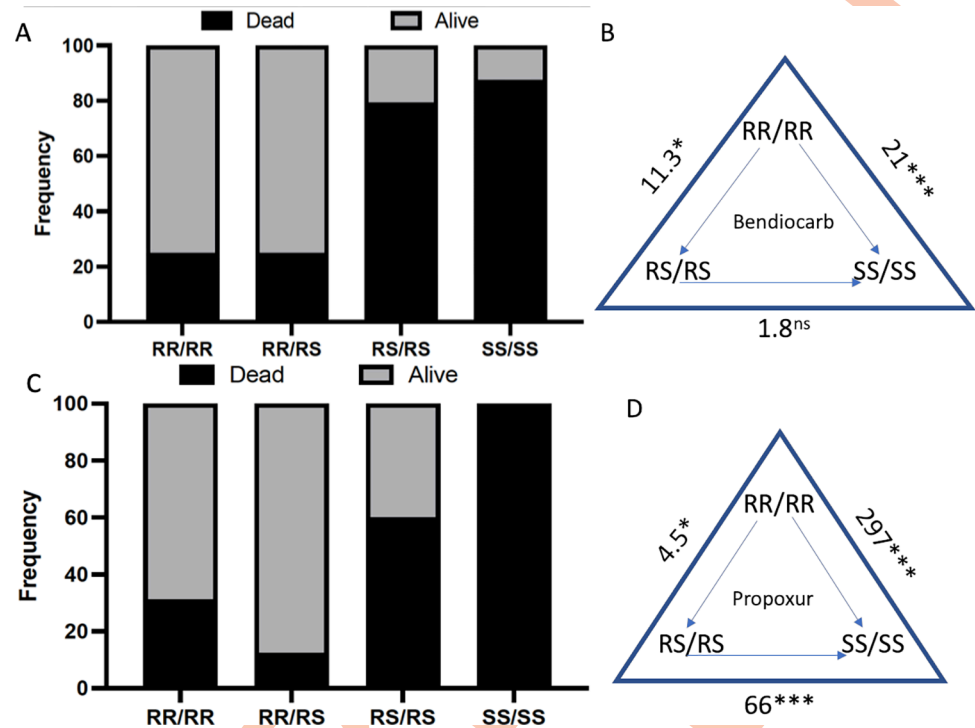 A
Dead Alive
Frequency
100
80
60
40
20
0
RR/RR RR/RS RS/RS SS/SS
B
RR/RR
11.3*
21***
Bendiocarb
RS/RS SS/SS
1.8ns
C
Dead Alive
Frequency
100
80
60
40
20
0
RR/RR RR/RS RS/RS SS/SS
D
RR/RR
4.5*
297***
Propoxur
RS/RS SS/SS
66***